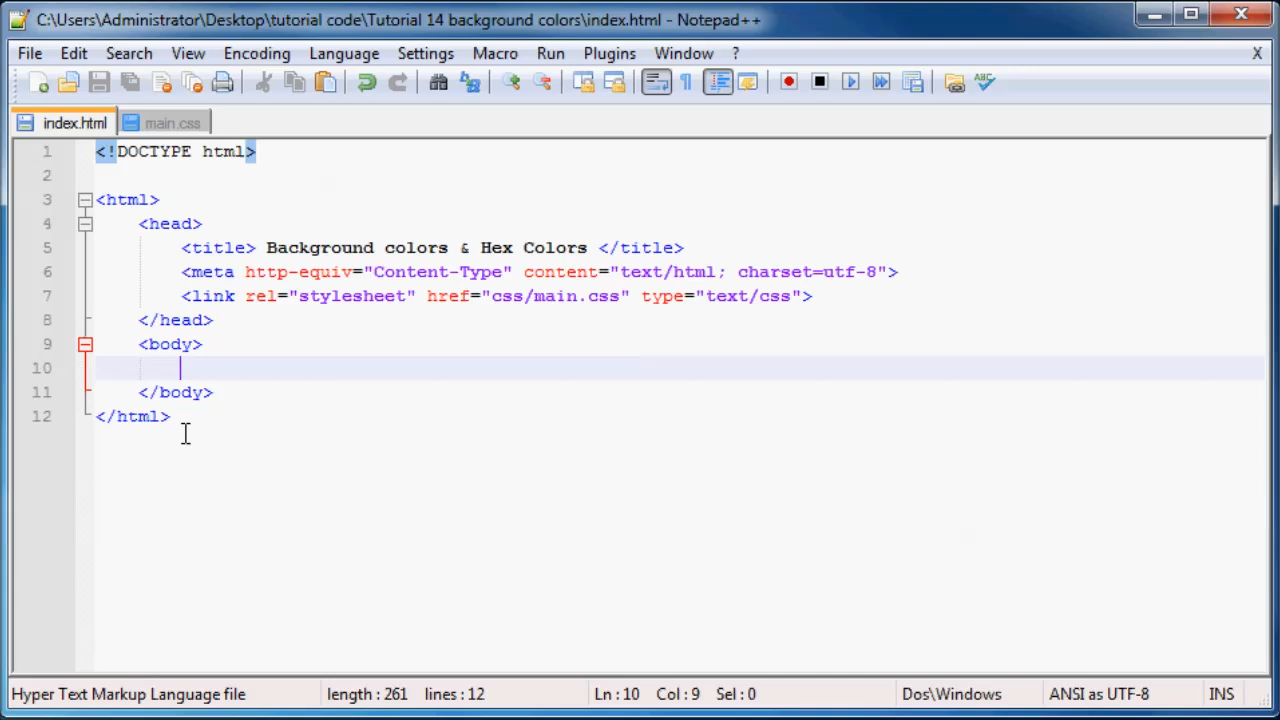 C:\Users\Administrator\Desktop\tutorial code\Tutorial 14 background colors\index.html - Notepad++
File Edit Search View Encoding Language Settings Macro Run Plugins Window ? X
ABC
index.html main.css
1 <!DOCTYPE html>
2
3 <html>
4 <head>
5 <title> Background colors & Hex Colors </title>
6 <meta http-equiv="Content-Type" content="text/html; charset=utf-8">
7 <link rel="stylesheet" href="css/main.css" type="text/css">
8 </head>
9 <body>
10
11 </body>
12 </html>
Hyper Text Markup Language file length : 261 lines : 12 Ln : 10 Col : 9 Sel : 0 Dos\Windows ANSI as UTF-8 INS